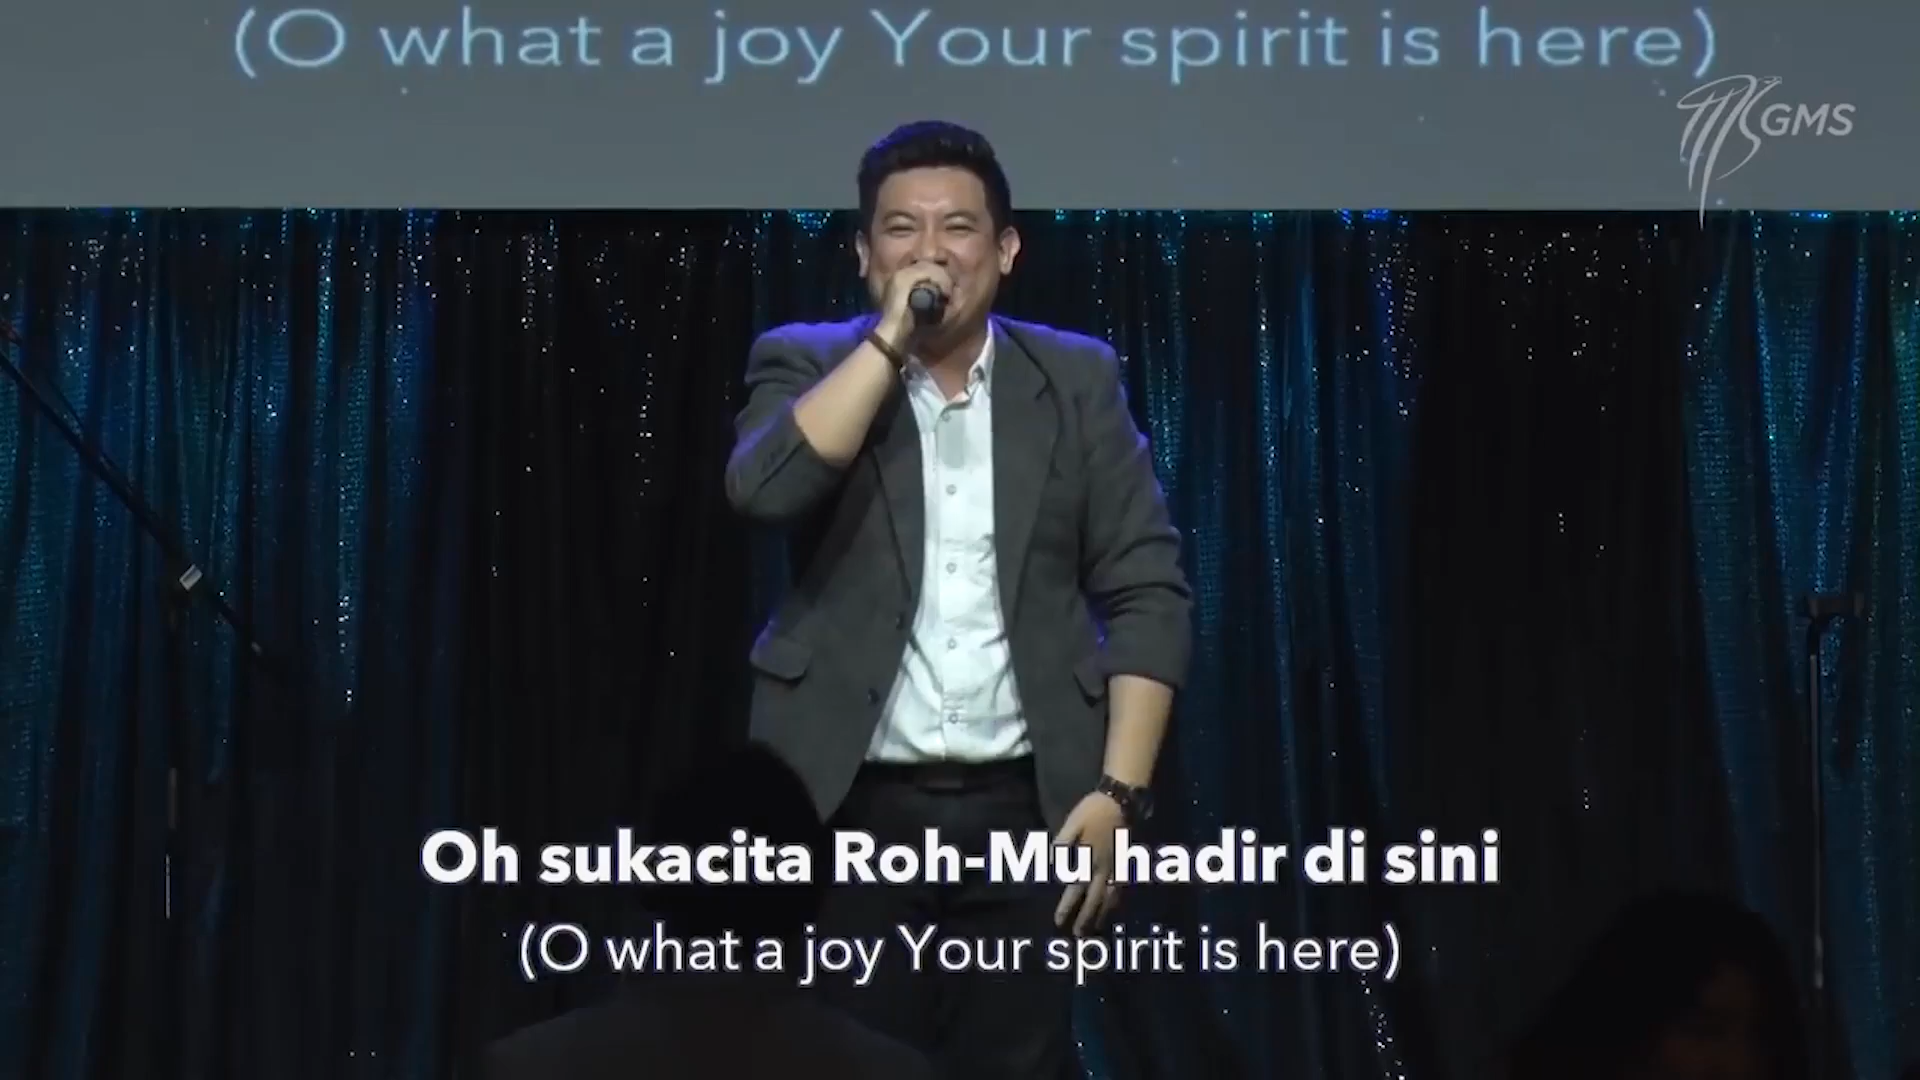 (O what a joy Your spirit is here)
GMS
Oh sukacita Roh-Mu hadir di sini
(O what a joy Your spirit is here)